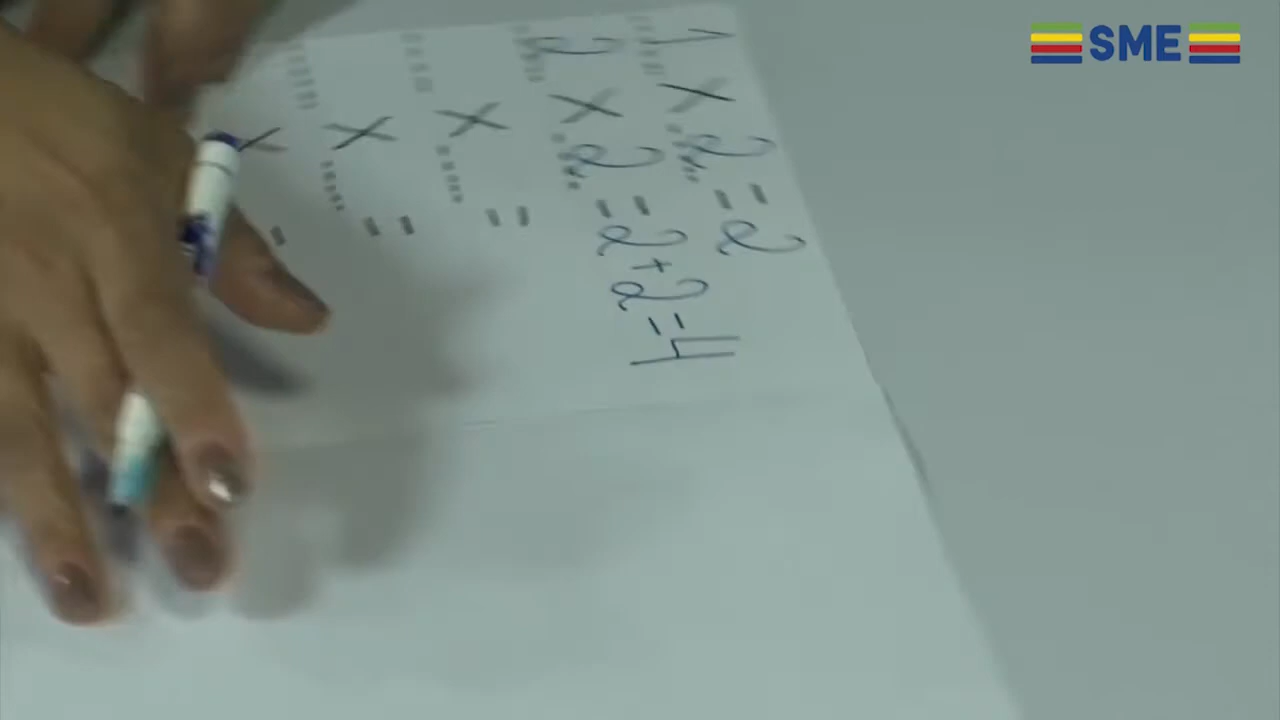 SME
1 x 2 = 2
2 x 2 = 2 + 2 = 4
x =
x =
x =